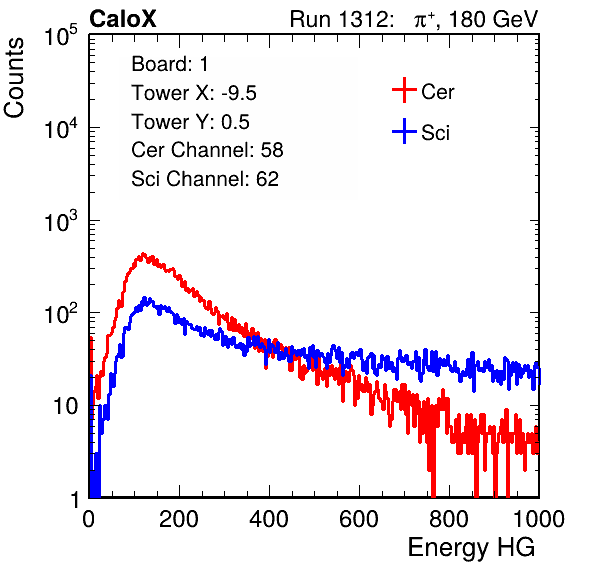 CaloX Run 1312: π⁺, 180 GeV
Board: 1
Tower X: -9.5
Tower Y: 0.5
Cer Channel: 58
Sci Channel: 62
Cer
Sci
Counts
10⁵
10⁴
10³
10²
10
1
0 200 400 600 800 1000
Energy HG